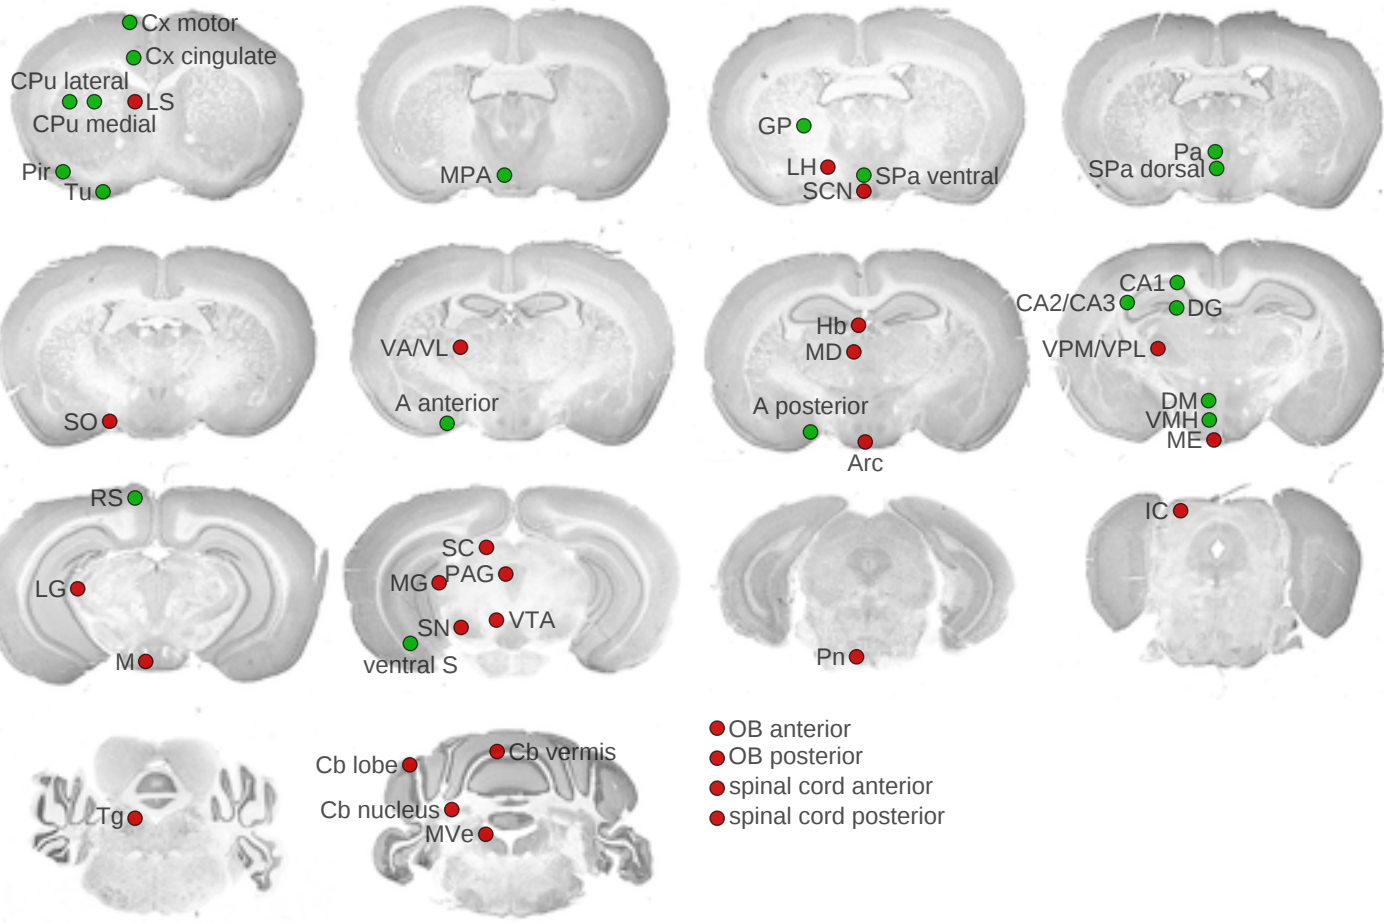 Cx motor
Cx cingulate
CPu lateral
LS
CPu medial
Pir
Tu
MPA
GP
LH
SPa ventral
SCN
Pa
SPa dorsal
SO
VA/VL
A anterior
Hb
MD
A posterior
Arc
CA1
CA2/CA3
DG
VPM/VPL
DM
VMH
ME
RS
LG
M
SC
MG
PAG
SN
VTA
ventral S
Pn
IC
Tg
Cb lobe
Cb vermis
Cb nucleus
MVe
OB anterior
OB posterior
spinal cord anterior
spinal cord posterior